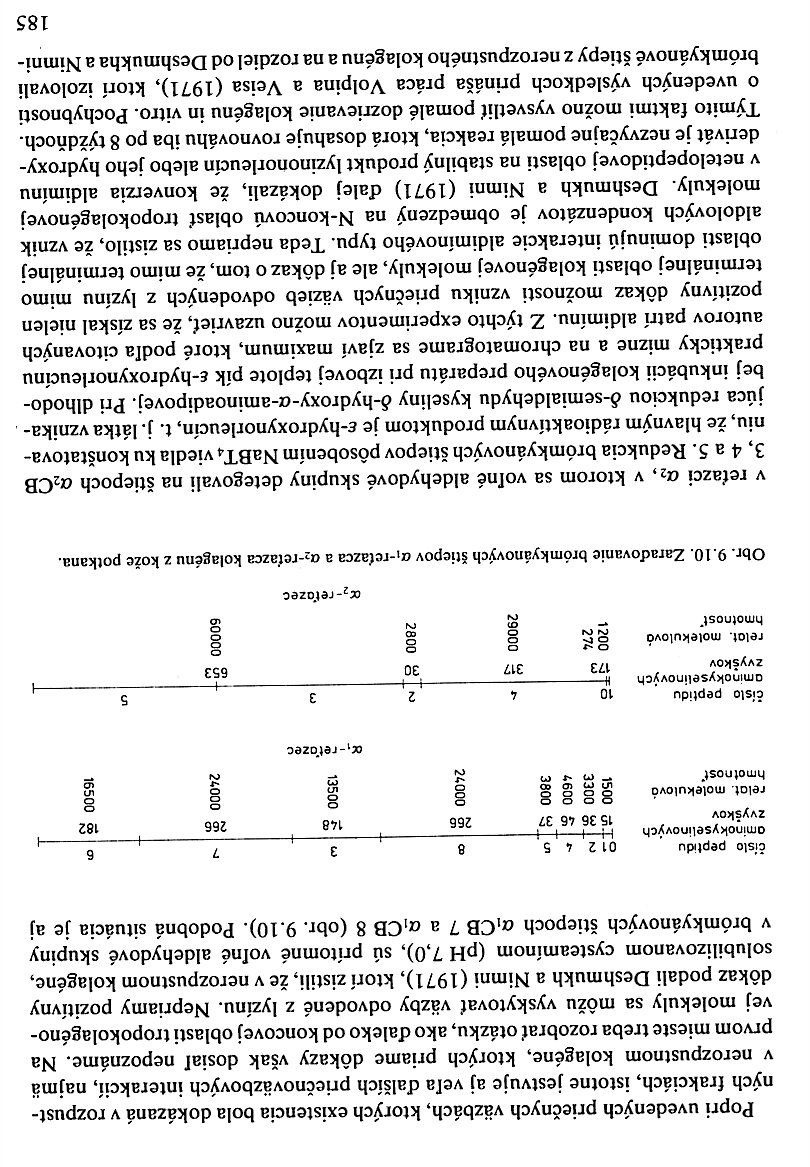 Popri uvedených priečnych väzbách, ktorých existencia bola dokázaná v rozpust-
ných frakciách, istotne jestvuje aj veľa ďalších priečnoväzbových interakcií, najmä
v nerozpustnom kolagéne, ktorých priame dôkazy však dosiaľ nepoznáme. Na
prvom mieste treba rozobrať otázku, ako ďaleko od koncovej oblasti tropokolagéno-
vej molekuly sa môžu vyskytovať väzby odvodené z lyzínu. Nepriamy pozitívny
dôkaz podali Deshmukh a Nimni (1971), ktorí zistili, že v nerozpustnom kolagéne,
solubilizovanom cysteamínom (pH 7,0), sú prítomné voľné aldehydové skupiny
v brómkyánových štiepoch α₁CB 7 a α₁CB 8 (obr. 9.10). Podobná situácia je aj
číslo peptidu 01 2 4 5 8 3 7 6
aminokyselinových
zvyškov 15 36 46 37 266 148 266 182
relat. molekulová
hmotnosť 1500 3300 4600 3800 24000 13500 24000 16500
α₁-reťazec
číslo peptidu 10 4 2 3 5
aminokyselinových
zvyškov 173 317 30 653
relat. molekulová
hmotnosť 1200 274 29000 2800 60000
α₂-reťazec
Obr. 9.10. Zaraďovanie brómkyánových štiepov α₁-reťazca a α₂-reťazca kolagénu z kože potkana.
v reťazci α₂, v ktorom sa voľné aldehydové skupiny detegovali na štiepoch α₂CB
3, 4 a 5. Redukcia brómkyánových štiepov pôsobením NaBT₄ viedla ku konštatova-
niu, že hlavným rádioaktívnym produktom je ε-hydroxynorleucín, t. j. látka vznika-
júca redukciou δ-semialdehydu kyseliny δ-hydroxy-α-aminoadipovej. Pri dlhodo-
bej inkubácii kolagénového preparátu pri izbovej teplote pík ε-hydroxynorleucínu
prakticky mizne a na chromatograme sa zjaví maximum, ktoré podľa citovaných
autorov patrí aldimínu. Z týchto experimentov možno uzavrieť, že sa získal nielen
pozitívny dôkaz možnosti vzniku priečnych väzieb odvodených z lyzínu mimo
terminálnej oblasti kolagénovej molekuly, ale aj dôkaz o tom, že mimo terminálnej
oblasti dominujú interakcie aldimínového typu. Teda nepriamo sa zistilo, že vznik
aldolových kondenzátov je obmedzený na N-koncovú oblasť tropokolagénovej
molekuly. Deshmukh a Nimni (1971) ďalej dokázali, že konverzia aldimínu
v netelopeptidovej oblasti na stabilný produkt lyzinonorleucín alebo jeho hydroxy-
derivát je nezvyčajne pomalá reakcia, ktorá dosahuje rovnováhu iba po 8 týždňoch.
Týmito faktmi možno vysvetliť pomalé dozrievanie kolagénu in vitro. Pochybnosti
o uvedených výsledkoch prináša práca Volpina a Veisa (1971), ktorí izolovali
brómkyánové štiepy z nerozpustného kolagénu a na rozdiel od Deshmukha a Nimni-
185